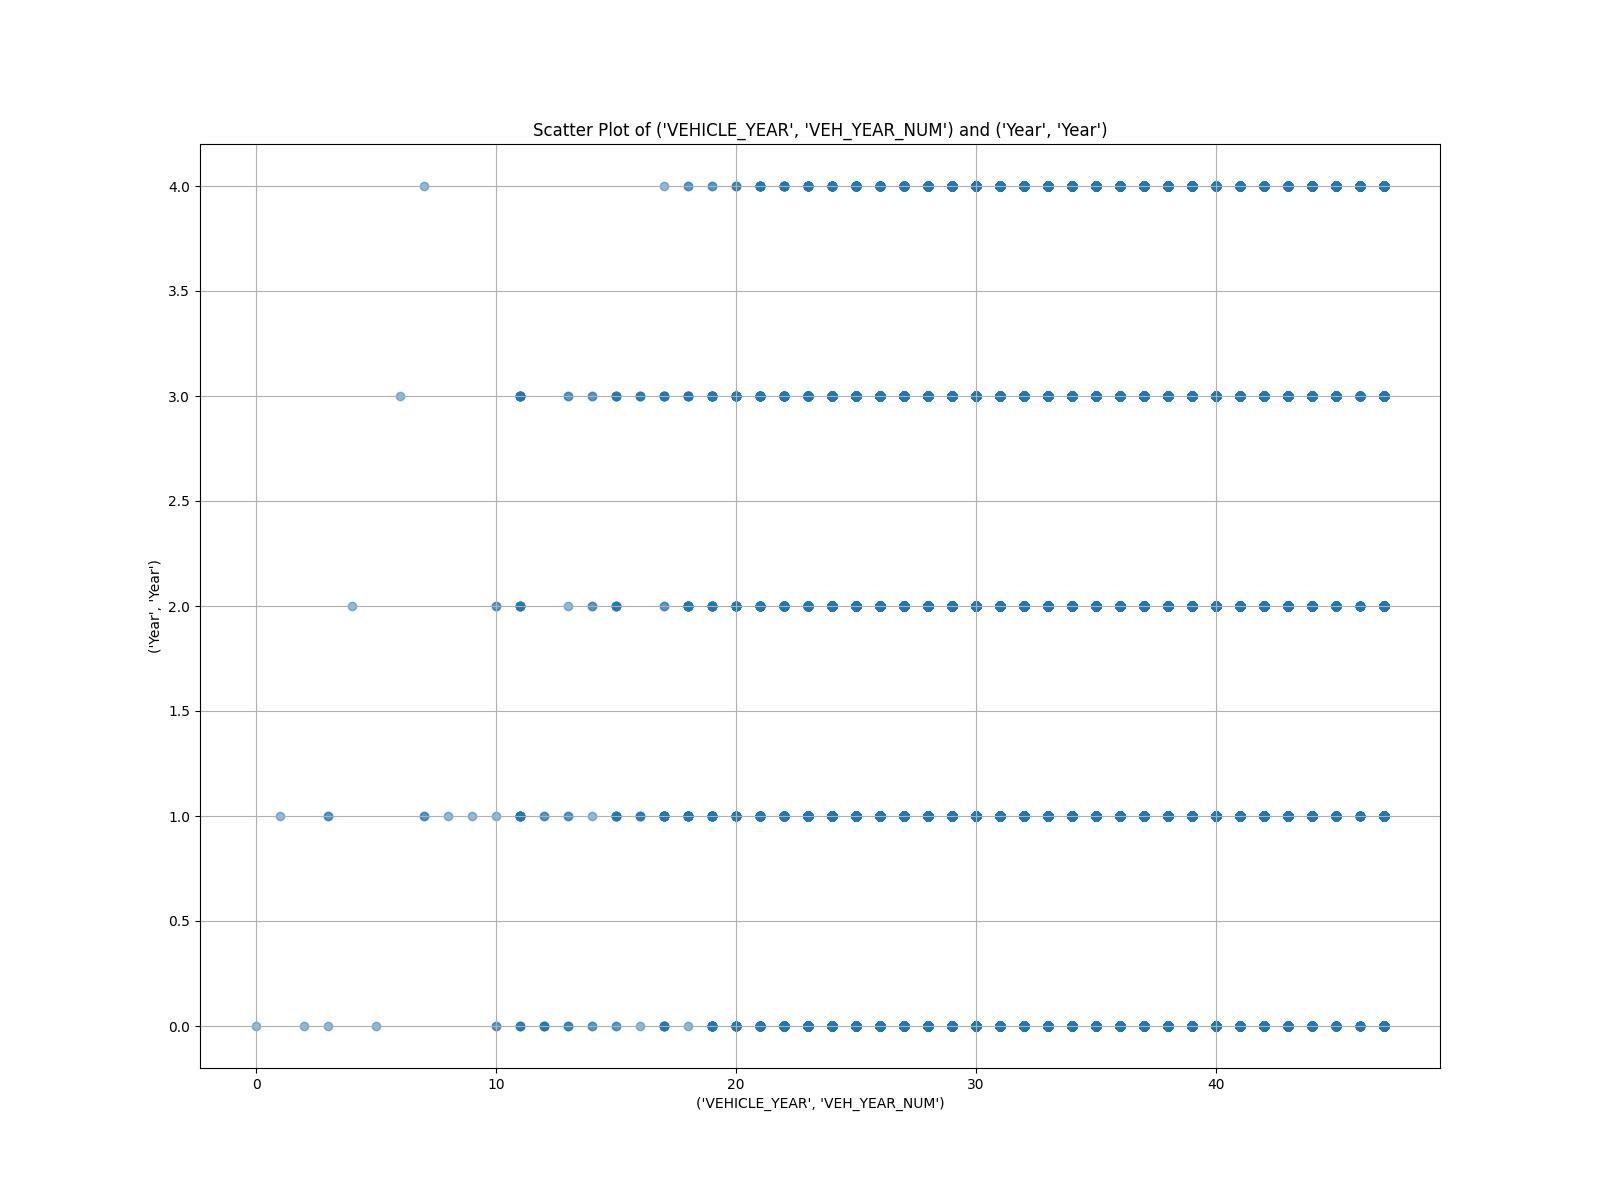 Scatter Plot of ('VEHICLE_YEAR', 'VEH_YEAR_NUM') and ('Year', 'Year')
4.0
3.5
3.0
2.5
2.0
1.5
1.0
0.5
0.0
('Year', 'Year')
0 10 20 30 40
('VEHICLE_YEAR', 'VEH_YEAR_NUM')